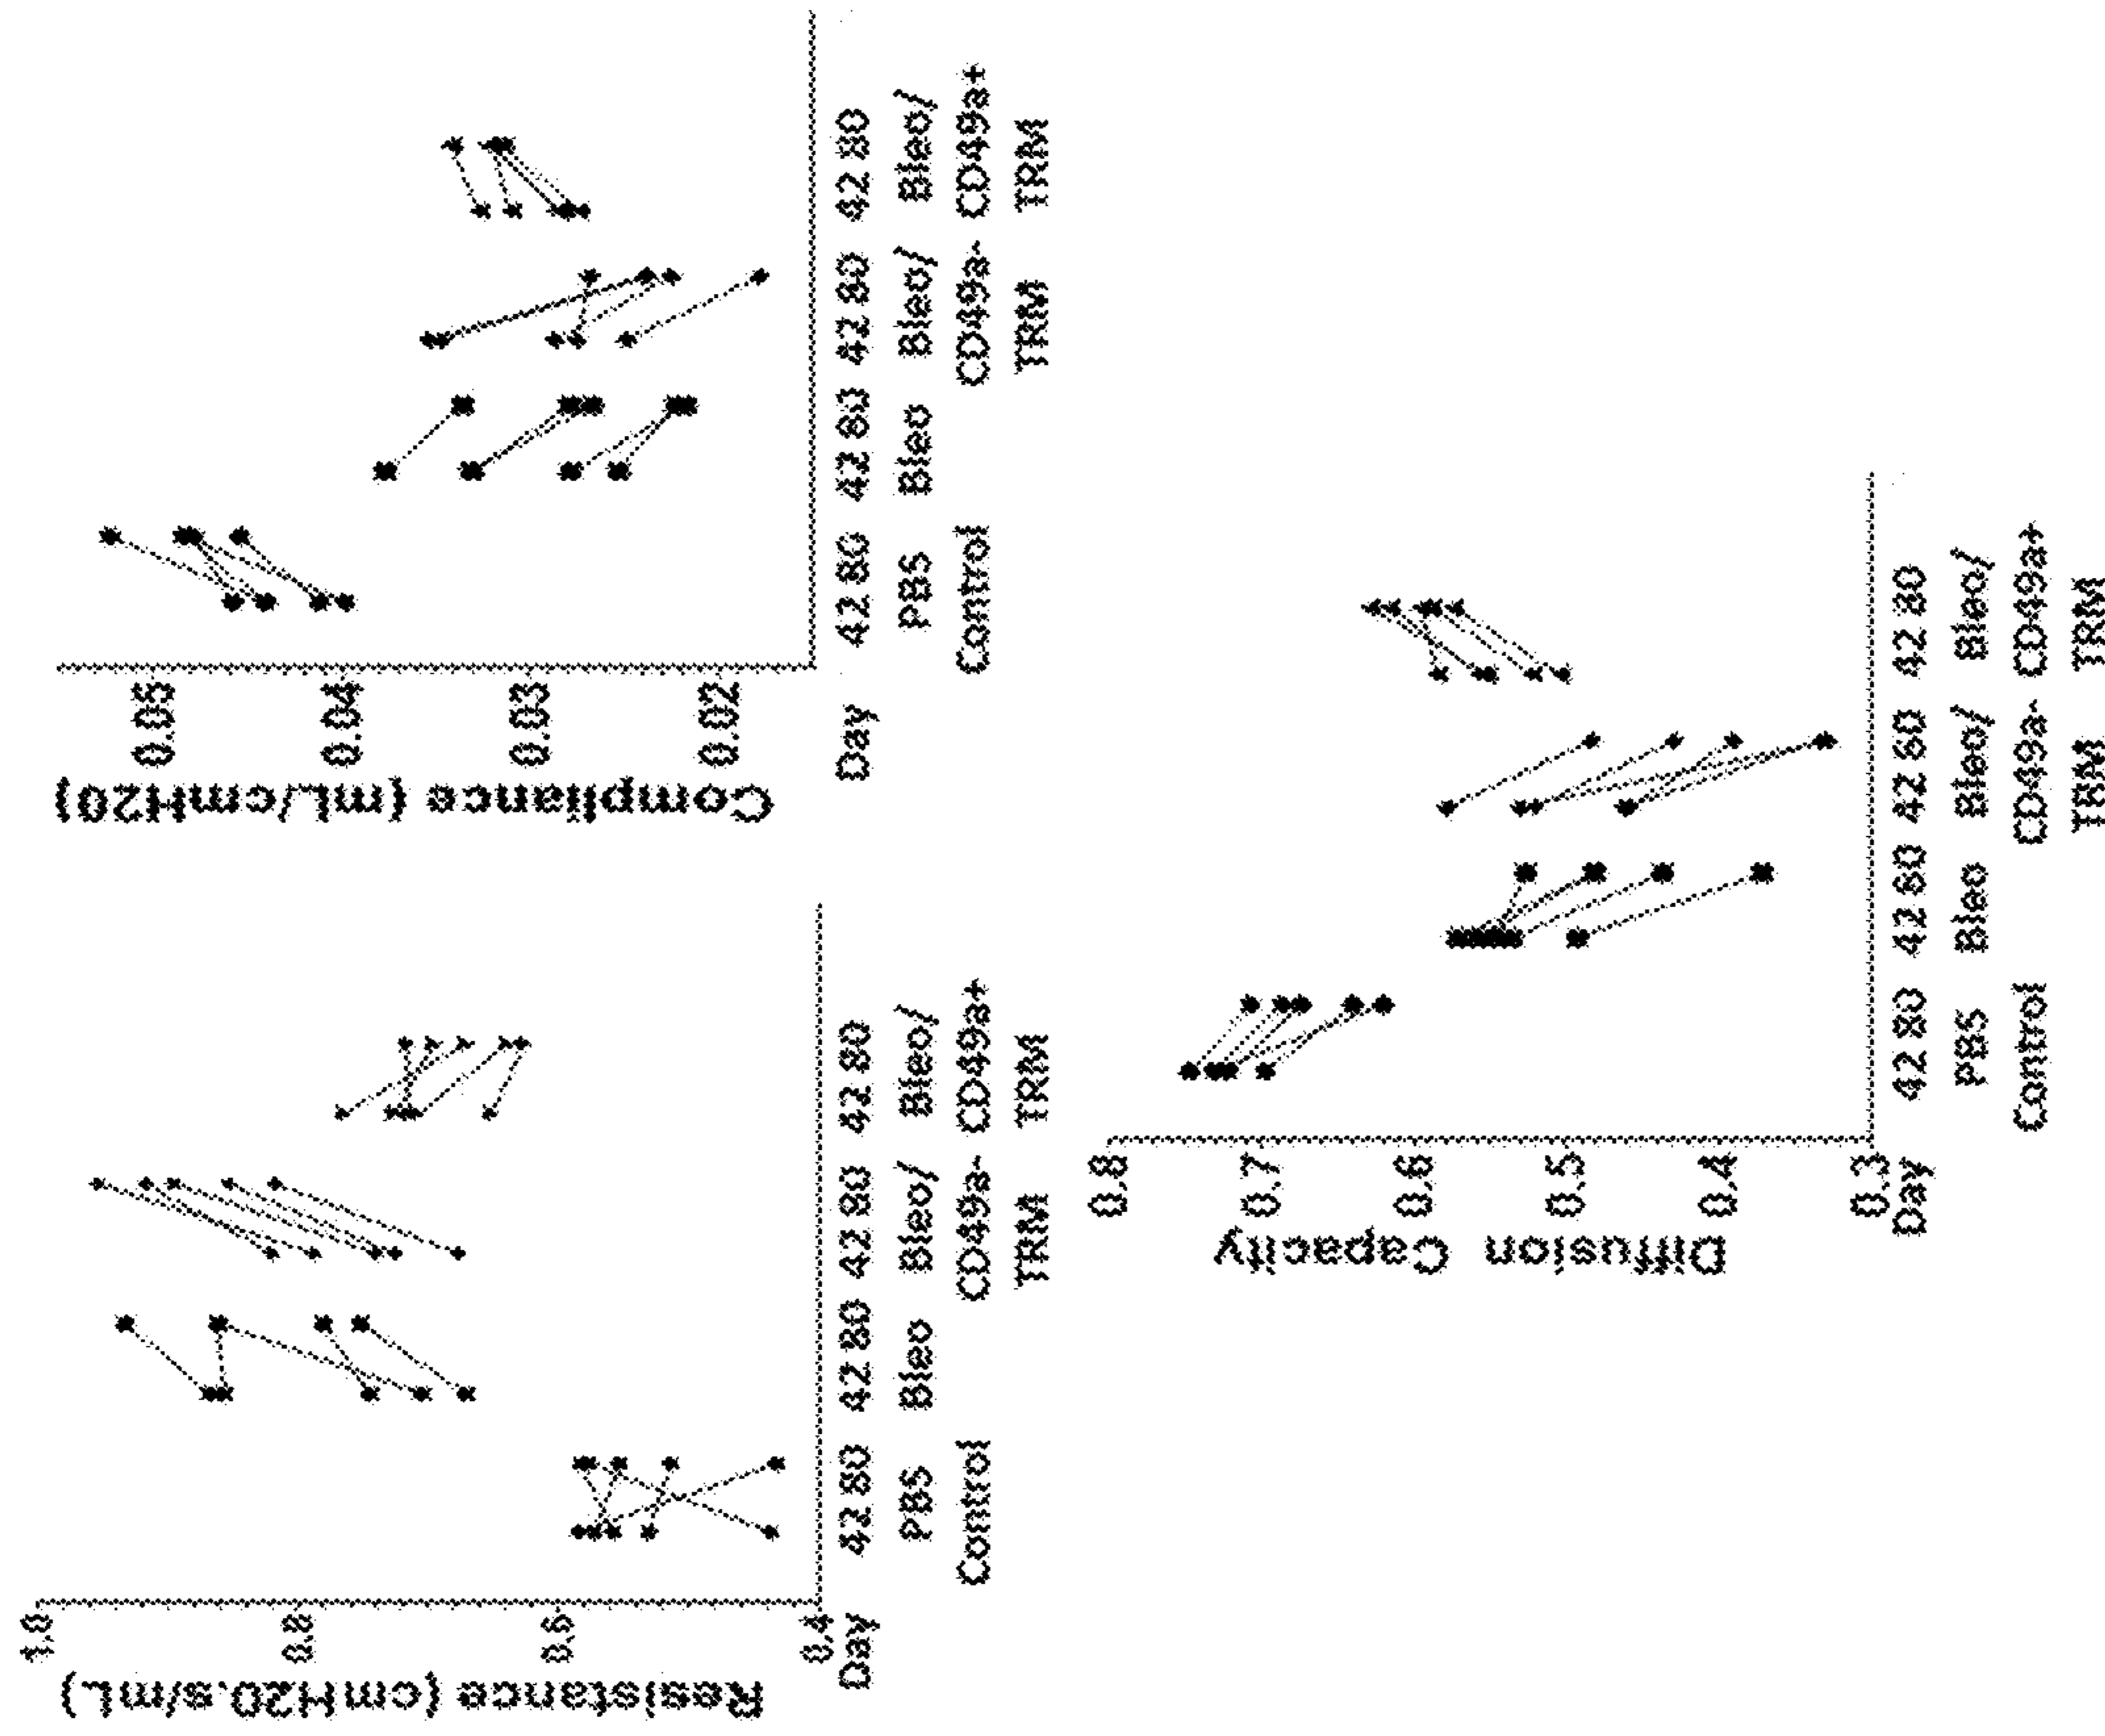 Resistance (cmH20.s/mL)
1.0
0.8
0.6
0.4
Day 42 80 42 80 42 80 42 80
PBS Bleo Bleo/ Bleo/
Control CD49a- CD49a+
TRM TRM
Compliance (mL/cmH20)
0.05
0.04
0.03
0.02
Day 42 80 42 80 42 80 42 80
PBS Bleo Bleo/ Bleo/
Control CD49a- CD49a+
TRM TRM
Diffusion Capacity
0.8
0.7
0.6
0.5
0.4
0.3
Day 42 80 42 80 42 80 42 80
PBS Bleo Bleo/ Bleo/
Control CD49a- CD49a+
TRM TRM